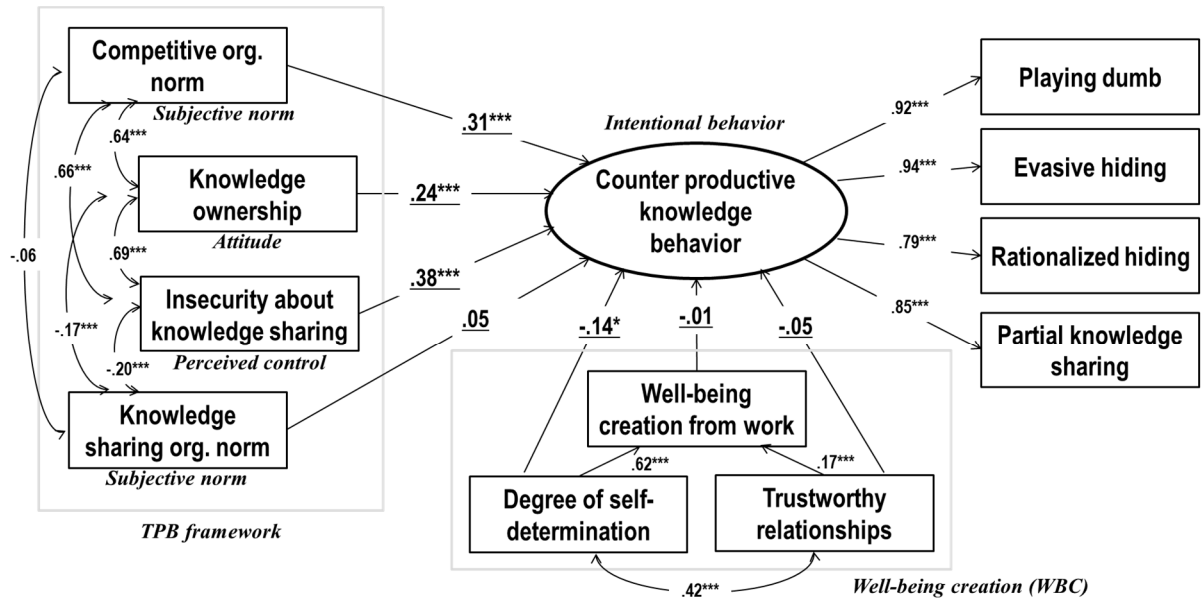 Competitive org.
norm
Subjective norm
.64***
.66***
Knowledge
ownership
Attitude
-.06
.69***
Insecurity about
knowledge sharing
Perceived control
-.17***
-.20***
Knowledge
sharing org. norm
Subjective norm
TPB framework
.31***
.24***
.38***
.05
Intentional behavior
Counter productive
knowledge
behavior
-.14*
-.01
-.05
Well-being
creation from work
.62***
.17***
Degree of self-
determination
Trustworthy
relationships
.42***
Well-being creation (WBC)
.92***
.94***
.79***
.85***
Playing dumb
Evasive hiding
Rationalized hiding
Partial knowledge
sharing